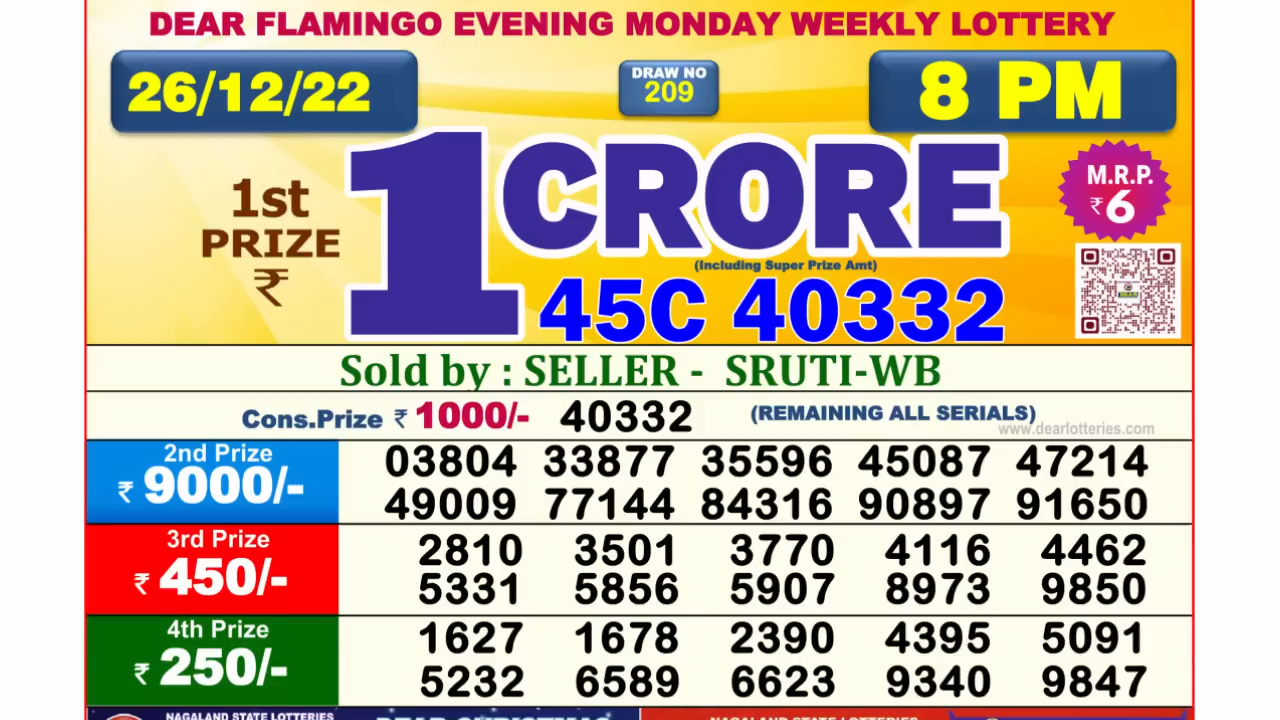 DEAR FLAMINGO EVENING MONDAY WEEKLY LOTTERY
26/12/22
DRAW NO
209
8 PM
1st
PRIZE
₹
1 CRORE
(Including Super Prize Amt)
45C 40332
M.R.P.
₹ 6
Sold by : SELLER - SRUTI-WB
Cons.Prize ₹ 1000/- 40332 (REMAINING ALL SERIALS)
www.dearlotteries.com
2nd Prize
₹ 9000/-
03804 33877 35596 45087 47214
49009 77144 84316 90897 91650
3rd Prize
₹ 450/-
2810 3501 3770 4116 4462
5331 5856 5907 8973 9850
4th Prize
₹ 250/-
1627 1678 2390 4395 5091
5232 6589 6623 9340 9847
NAGALAND STATE LOTTERIES
DEAR CHRISTMAS
NAGALAND STATE LOTTERIES